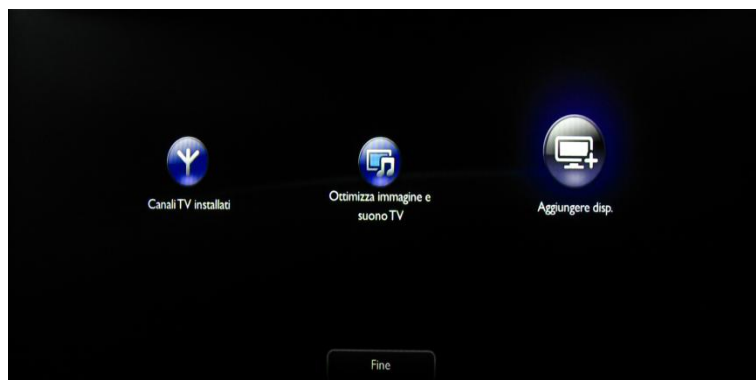 Canali TV installati
Ottimizza immagine e
suono TV
Aggiungere disp.
Fine